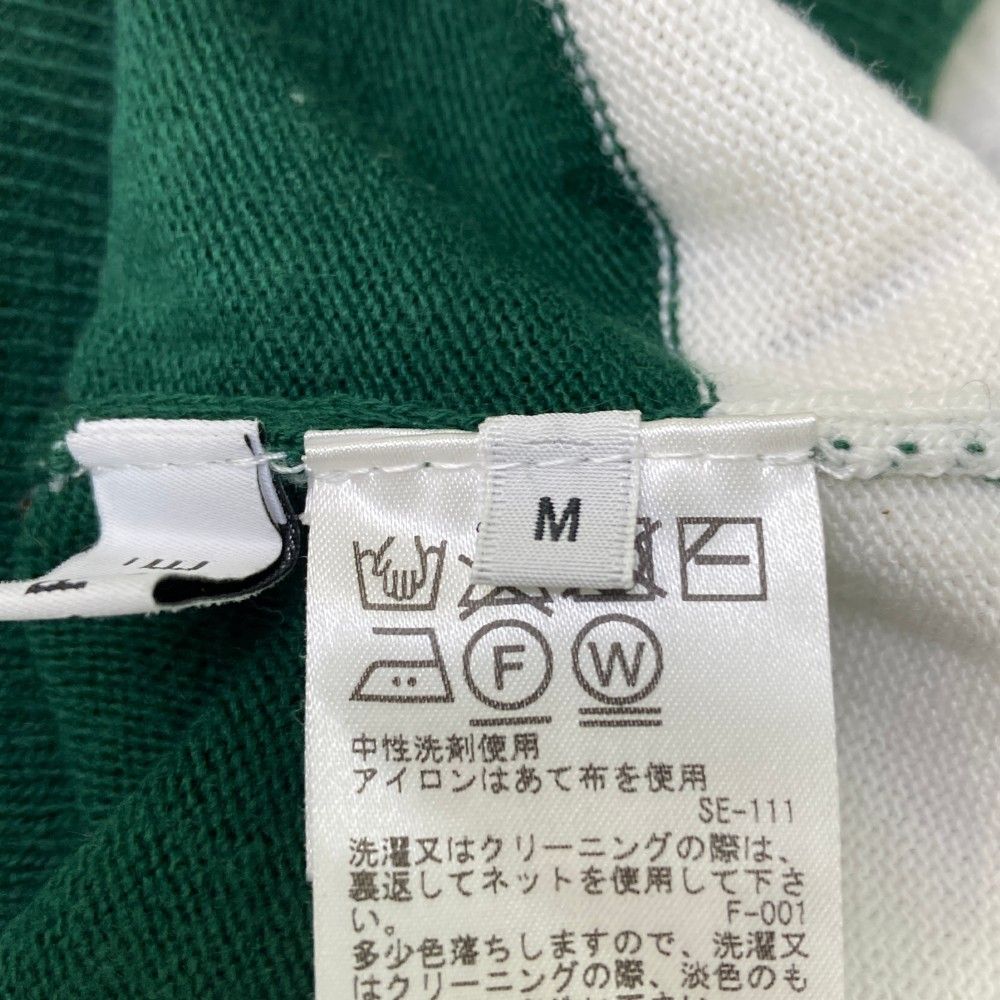 M
F W
中性洗剤使用
アイロンはあて布を使用
SE-111
洗濯又はクリーニングの際は、
裏返してネットを使用して下さ
い。
F-001
多少色落ちしますので、洗濯又
はクリーニングの際、淡色のも